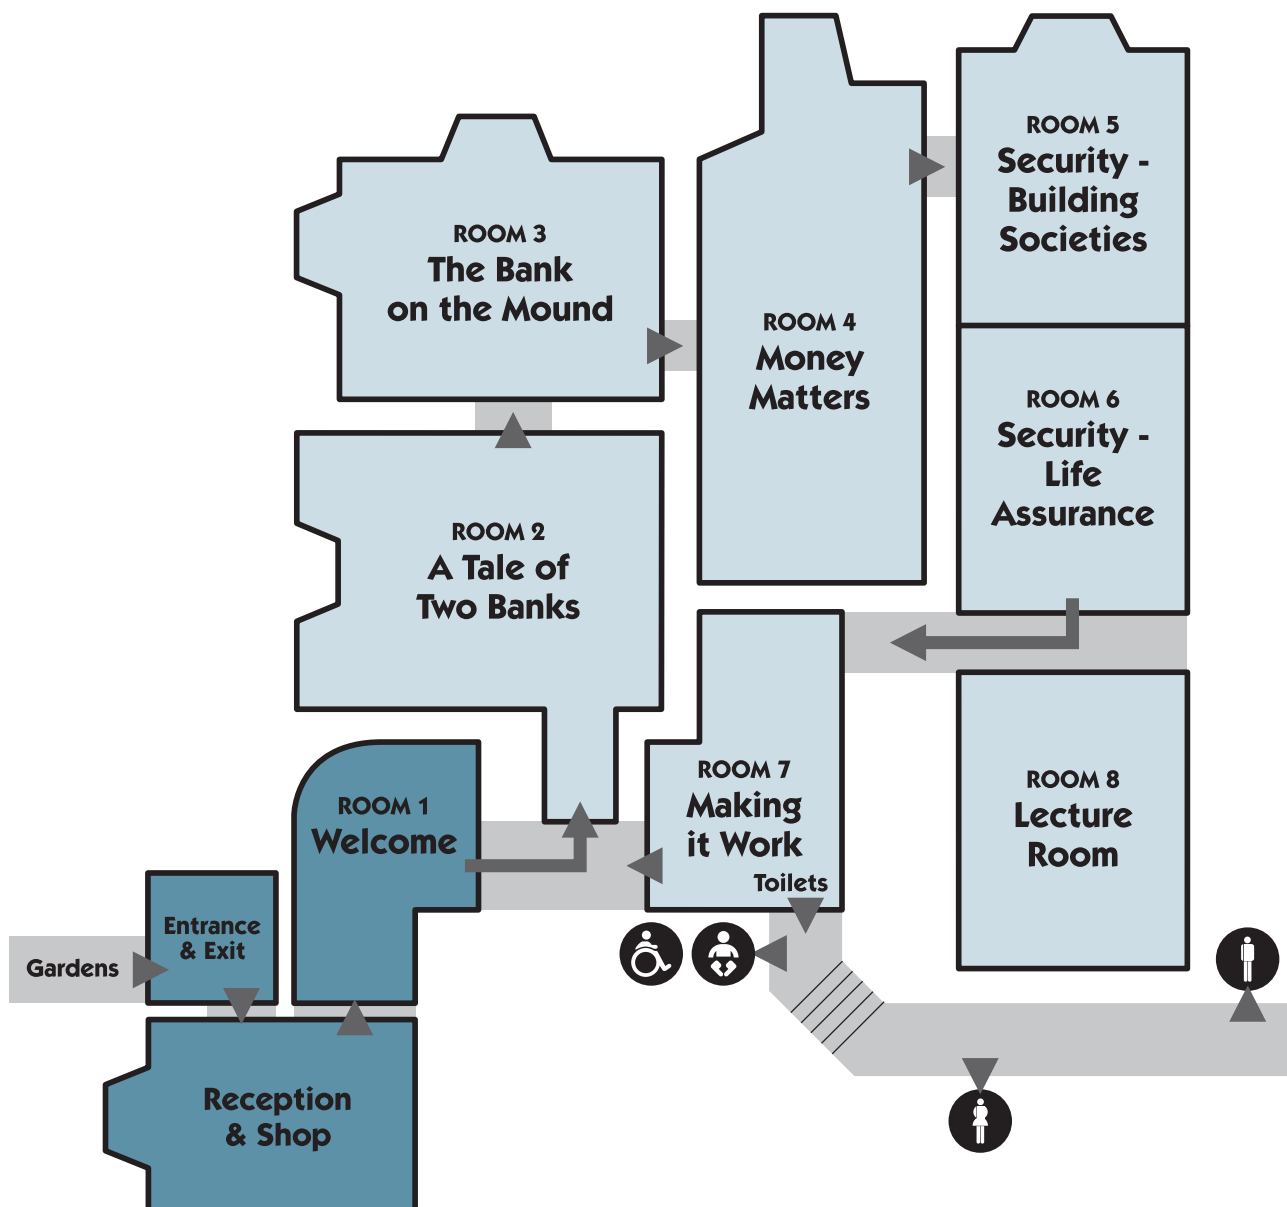 ROOM 5
Security -
Building
Societies
ROOM 3
The Bank
on the Mound
ROOM 4
Money
Matters
ROOM 6
Security -
Life
Assurance
ROOM 2
A Tale of
Two Banks
ROOM 7
Making
it Work
Toilets
ROOM 8
Lecture
Room
ROOM 1
Welcome
Entrance
& Exit
Gardens
Reception
& Shop